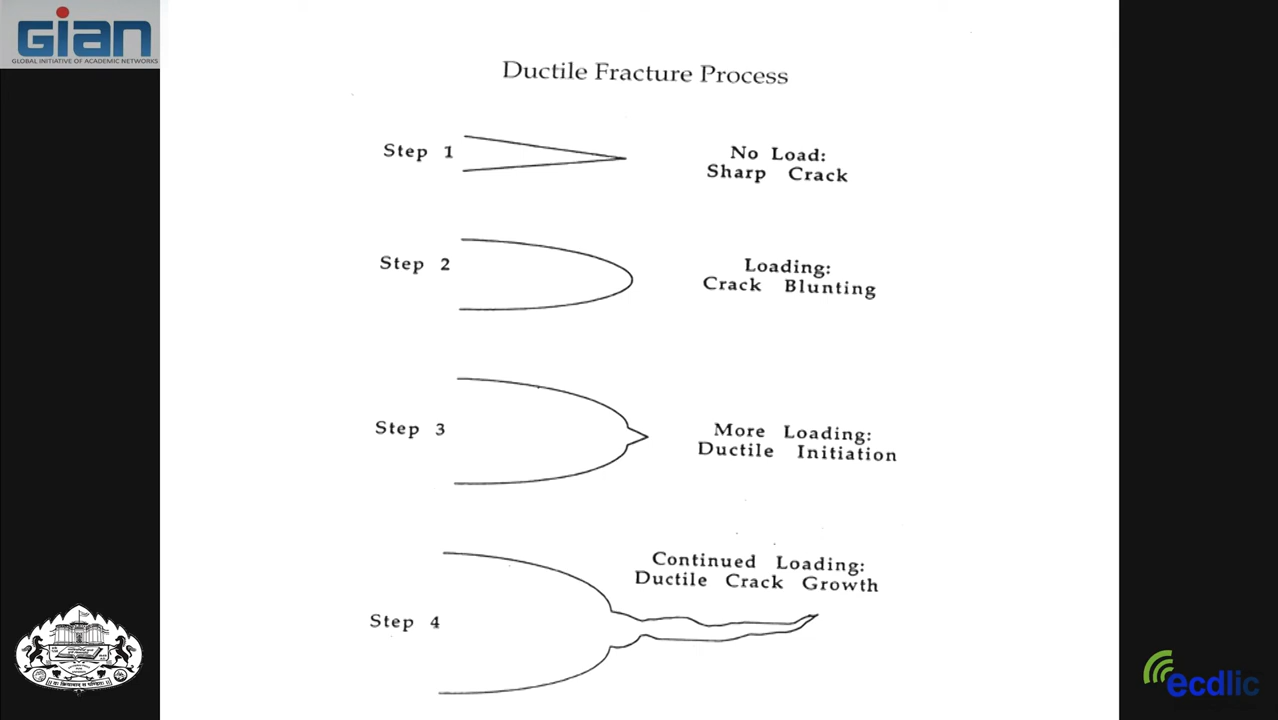 GIAN
GLOBAL INITIATIVE OF ACADEMIC NETWORKS
Ductile Fracture Process
Step 1
No Load:
Sharp Crack
Step 2
Loading:
Crack Blunting
Step 3
More Loading:
Ductile Initiation
Continued Loading:
Ductile Crack Growth
Step 4
ecdlic